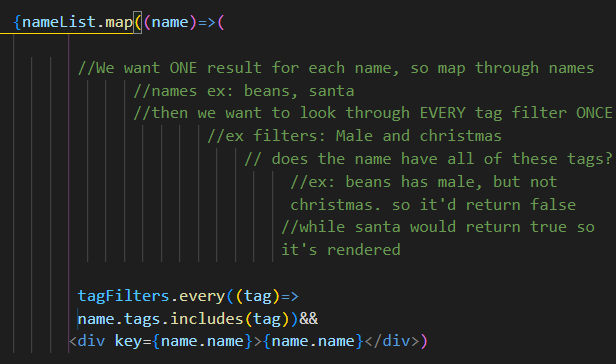 {nameList.map((name)=>(
//We want ONE result for each name, so map through names
//names ex: beans, santa
//then we want to look through EVERY tag filter ONCE
//ex filters: Male and christmas
// does the name have all of these tags?
//ex: beans has male, but not
christmas. so it'd return false
//while santa would return true so
it's rendered
tagFilters.every((tag)=>
name.tags.includes(tag))&&
<div key={name.name}>{name.name}</div>)